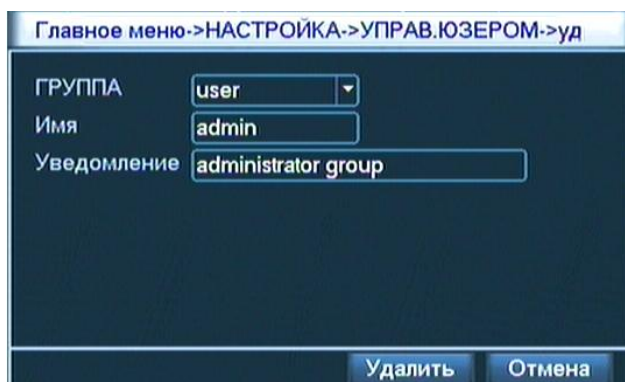 Главное меню->НАСТРОЙКА->УПРАВ.ЮЗЕРОМ->уд
ГРУППА user
Имя admin
Уведомление administrator group
Удалить Отмена